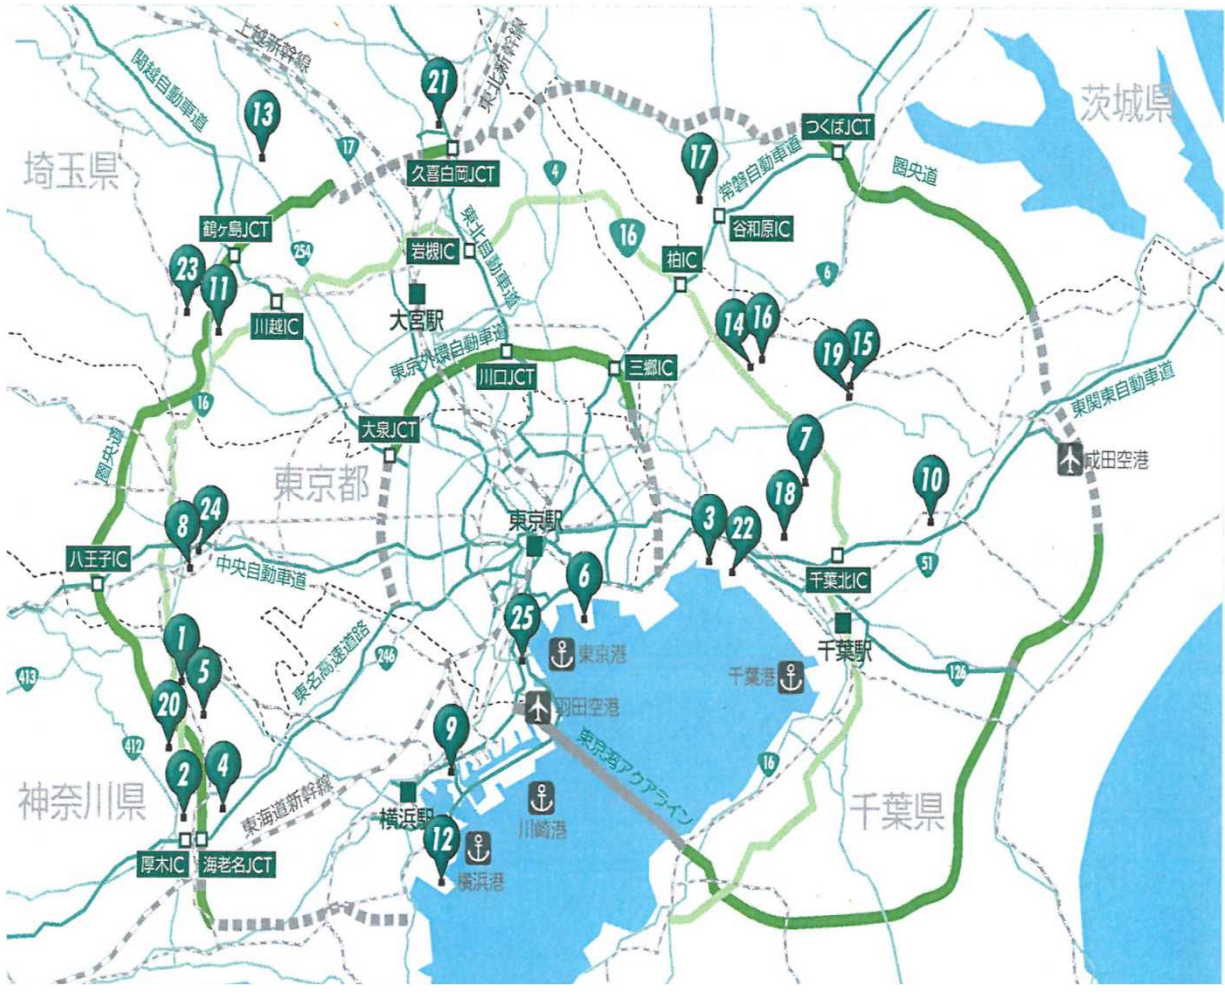 上越新幹線
関越自動車道
21
東北新幹線
13
17
茨城県
つくばJCT
埼玉県
久喜白岡JCT
4
17
常磐自動車道
圏央道
鶴ヶ島JCT
254
岩槻IC
東北自動車道
16
谷和原IC
柏IC
6
23
11
川越IC
大宮駅
14
16
東京外環自動車道
川口JCT
三郷IC
19
15
16
大泉JCT
東関東自動車道
圏央道
7
成田空港
東京都
10
18
8
24
東京駅
3
22
八王子IC
中央自動車道
6
千葉北IC
51
1
25
千葉駅
413
5
東名高速道路
246
東京港
千葉港
126
20
412
羽田空港
9
東京湾アクアライン
16
2
4
神奈川県
東海道新幹線
横浜駅
川崎港
千葉県
12
厚木IC
海老名JCT
横浜港